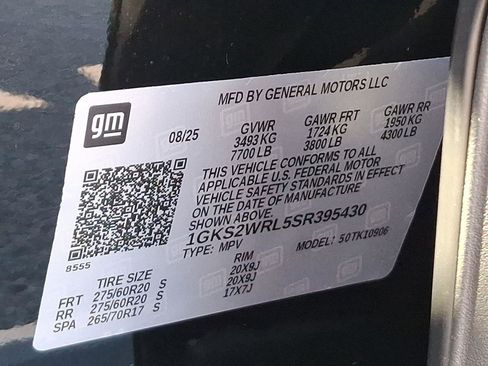 MFD BY GENERAL MOTORS LLC
gm
08/25
GVWR GAWR FRT GAWR RR
3493 KG 1724 KG 1950 KG
7700 LB 3800 LB 4300 LB
THIS VEHICLE CONFORMS TO ALL
APPLICABLE U.S. FEDERAL MOTOR
VEHICLE SAFETY STANDARDS IN EFFECT
ON THE DATE OF MANUFACTURE
SHOWN ABOVE.
1GKS2WRL5SR395430
TYPE: MPV MODEL: 50TK10906
8555
TIRE SIZE RIM
FRT 275/60R20 S 20X9J
RR 275/60R20 S 20X9J
SPA 265/70R17 S 17X7J